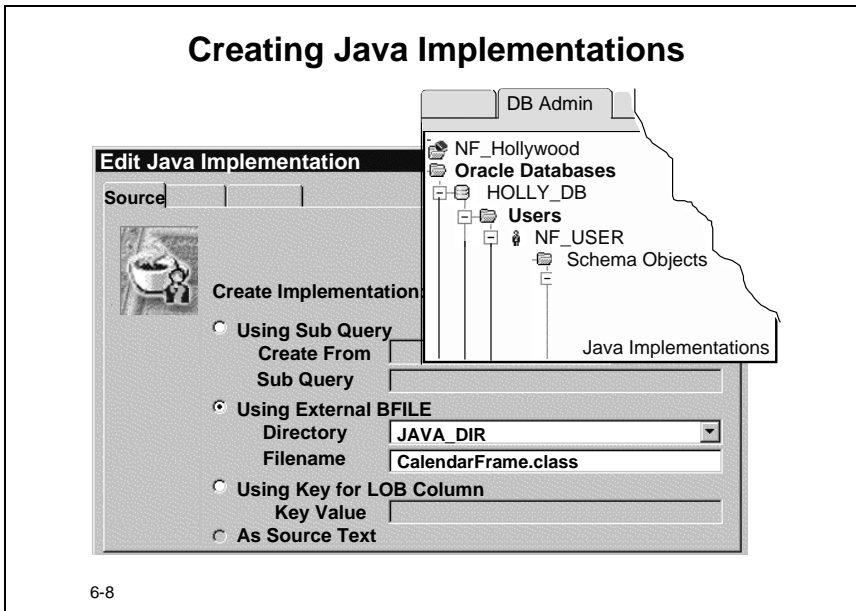 Creating Java Implementations
DB Admin
NF_Hollywood
Oracle Databases
HOLLY_DB
Users
NF_USER
Schema Objects
Java Implementations
Edit Java Implementation
Source
Create Implementation:
Using Sub Query
Create From
Sub Query
Using External BFILE
Directory JAVA_DIR
Filename CalendarFrame.class
Using Key for LOB Column
Key Value
As Source Text
6-8